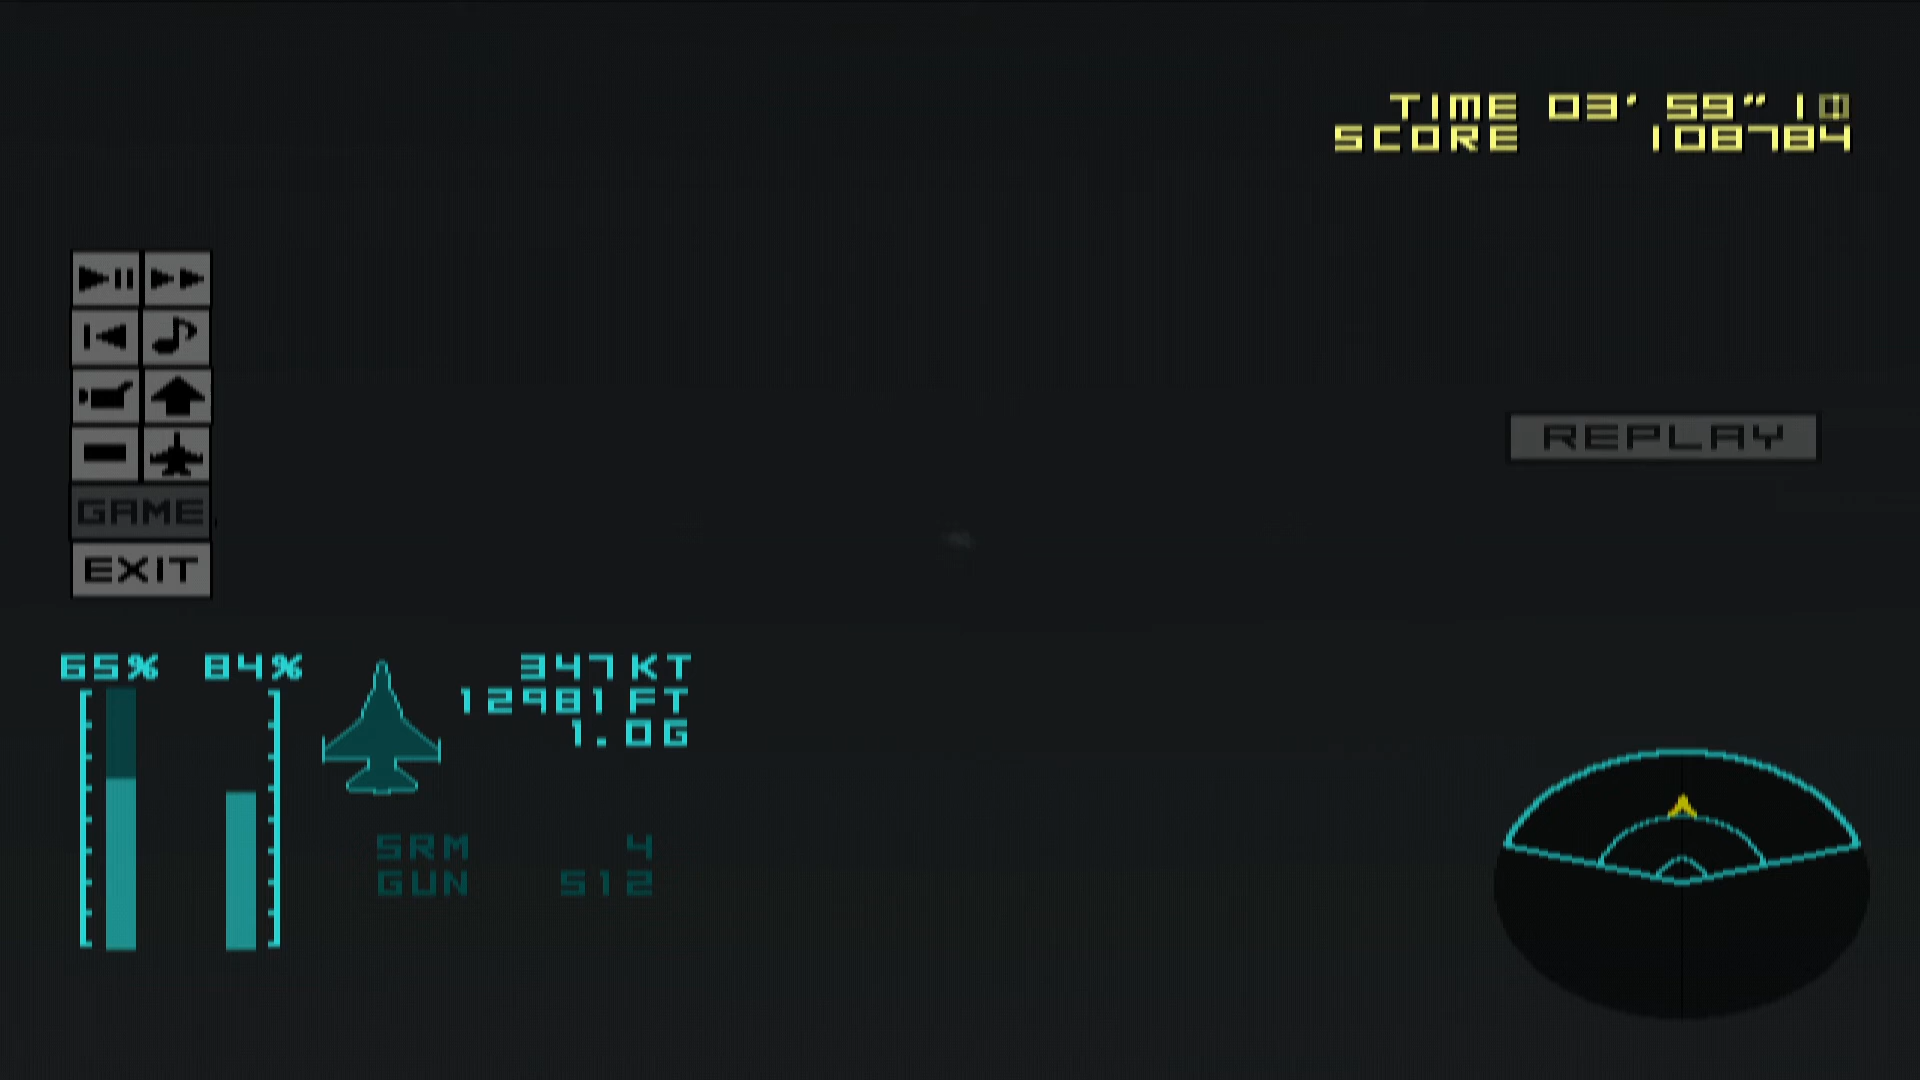 TIME 03' 59" 10
SCORE 108784
REPLAY
GAME
EXIT
65% 84%
347 KT
12981 FT
1.0G
SRM 4
GUN 512